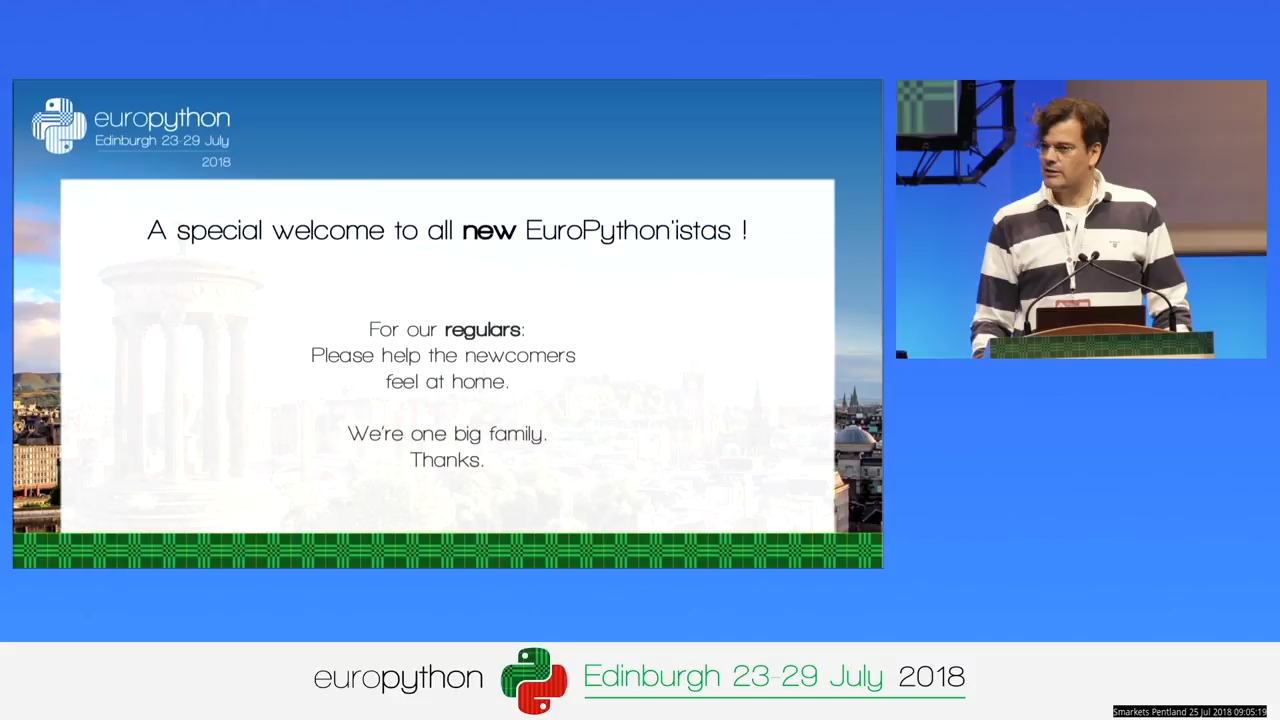 europython
Edinburgh 23-29 July
2018
A special welcome to all new EuroPython'istas !
For our regulars:
Please help the newcomers
feel at home.
We're one big family.
Thanks.
europython Edinburgh 23-29 July 2018
Smarkets Pentland 25 Jul 2018 09:05:19